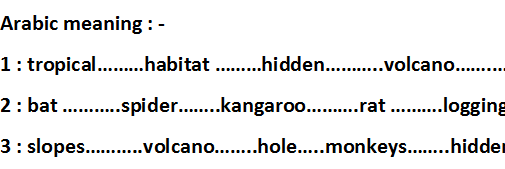 Arabic meaning : -
1 : tropical.........habitat .........hidden...........volcano..........
2 : bat ...........spider........kangaroo..........rat ..........logging
3 : slopes...........volcano........hole.....monkeys........hidden